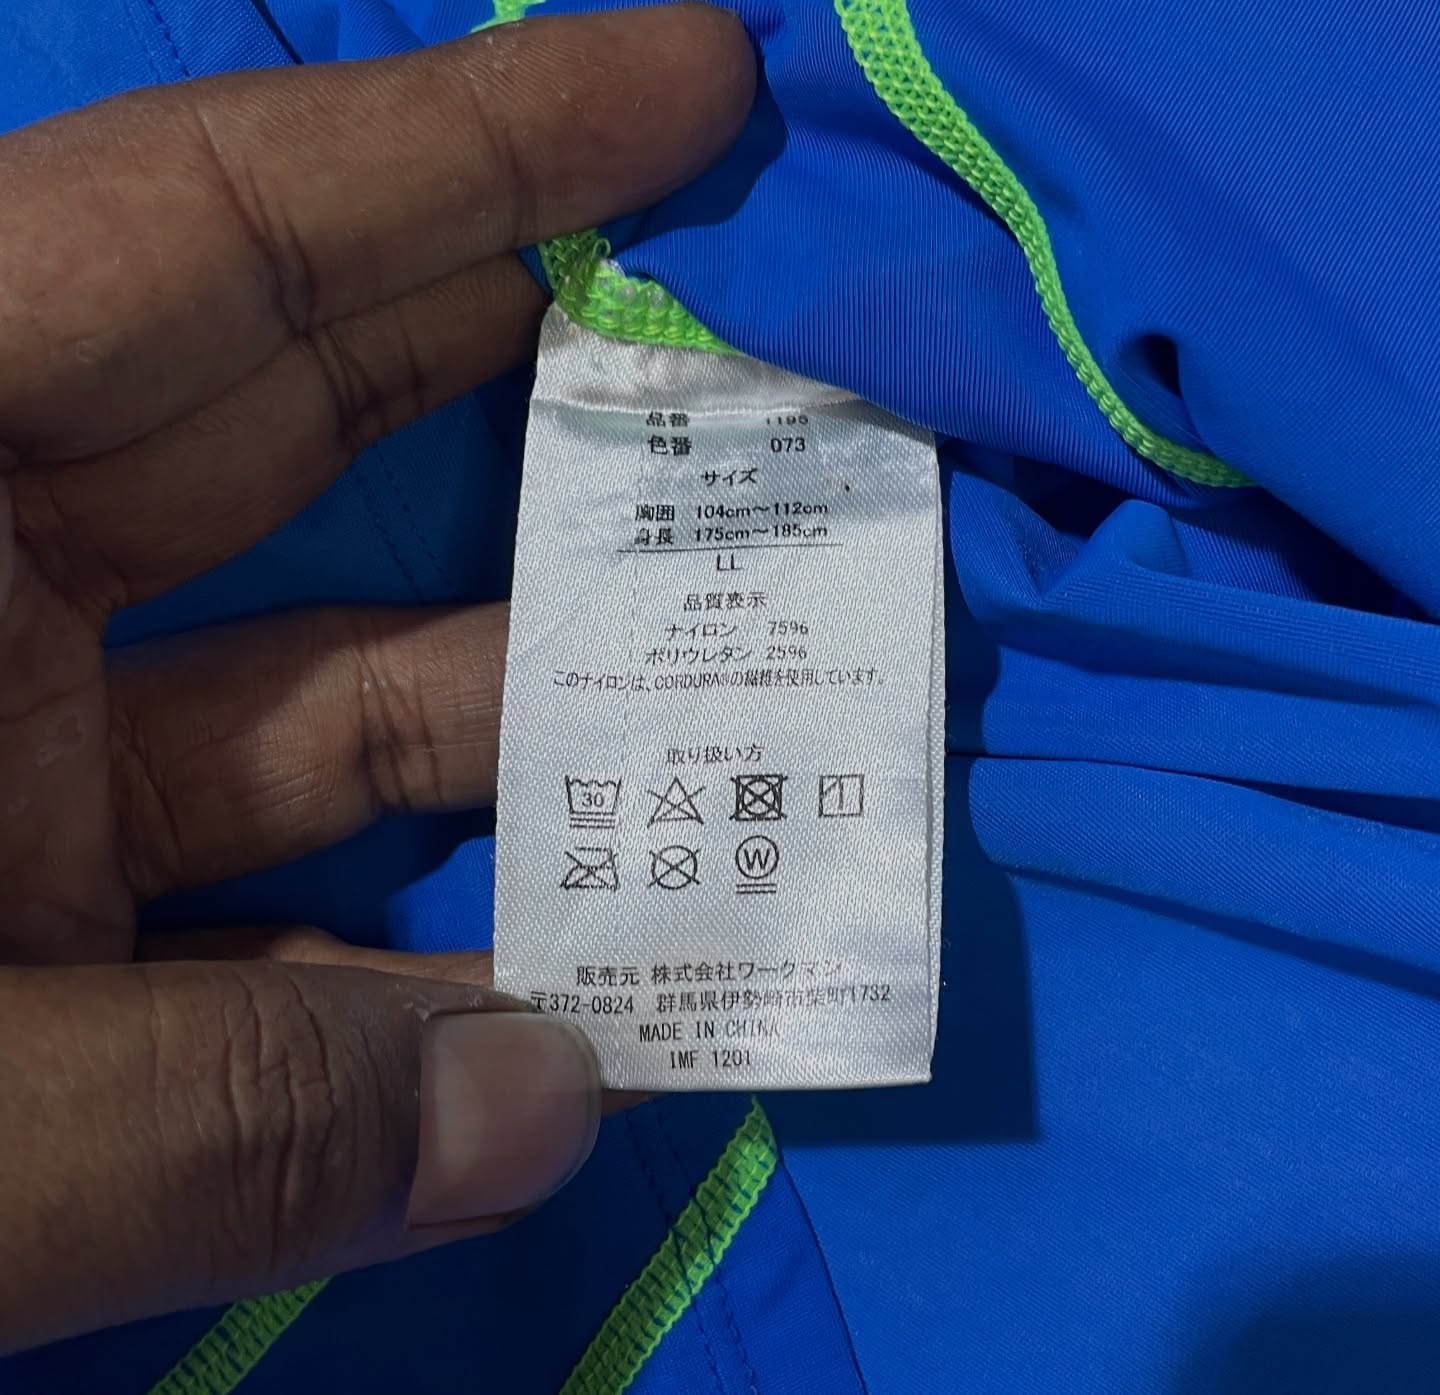 品番 1195
色番 073
サイズ
胸囲 104cm～112cm
身長 175cm～185cm
LL
品質表示
ナイロン 75%
ポリウレタン 25%
このナイロンは、CORDURA®の繊維を使用しています。
取り扱い方
30
W
販売元 株式会社ワークマン
〒372-0824 群馬県伊勢崎市柴町1732
MADE IN CHINA
IMF 1201